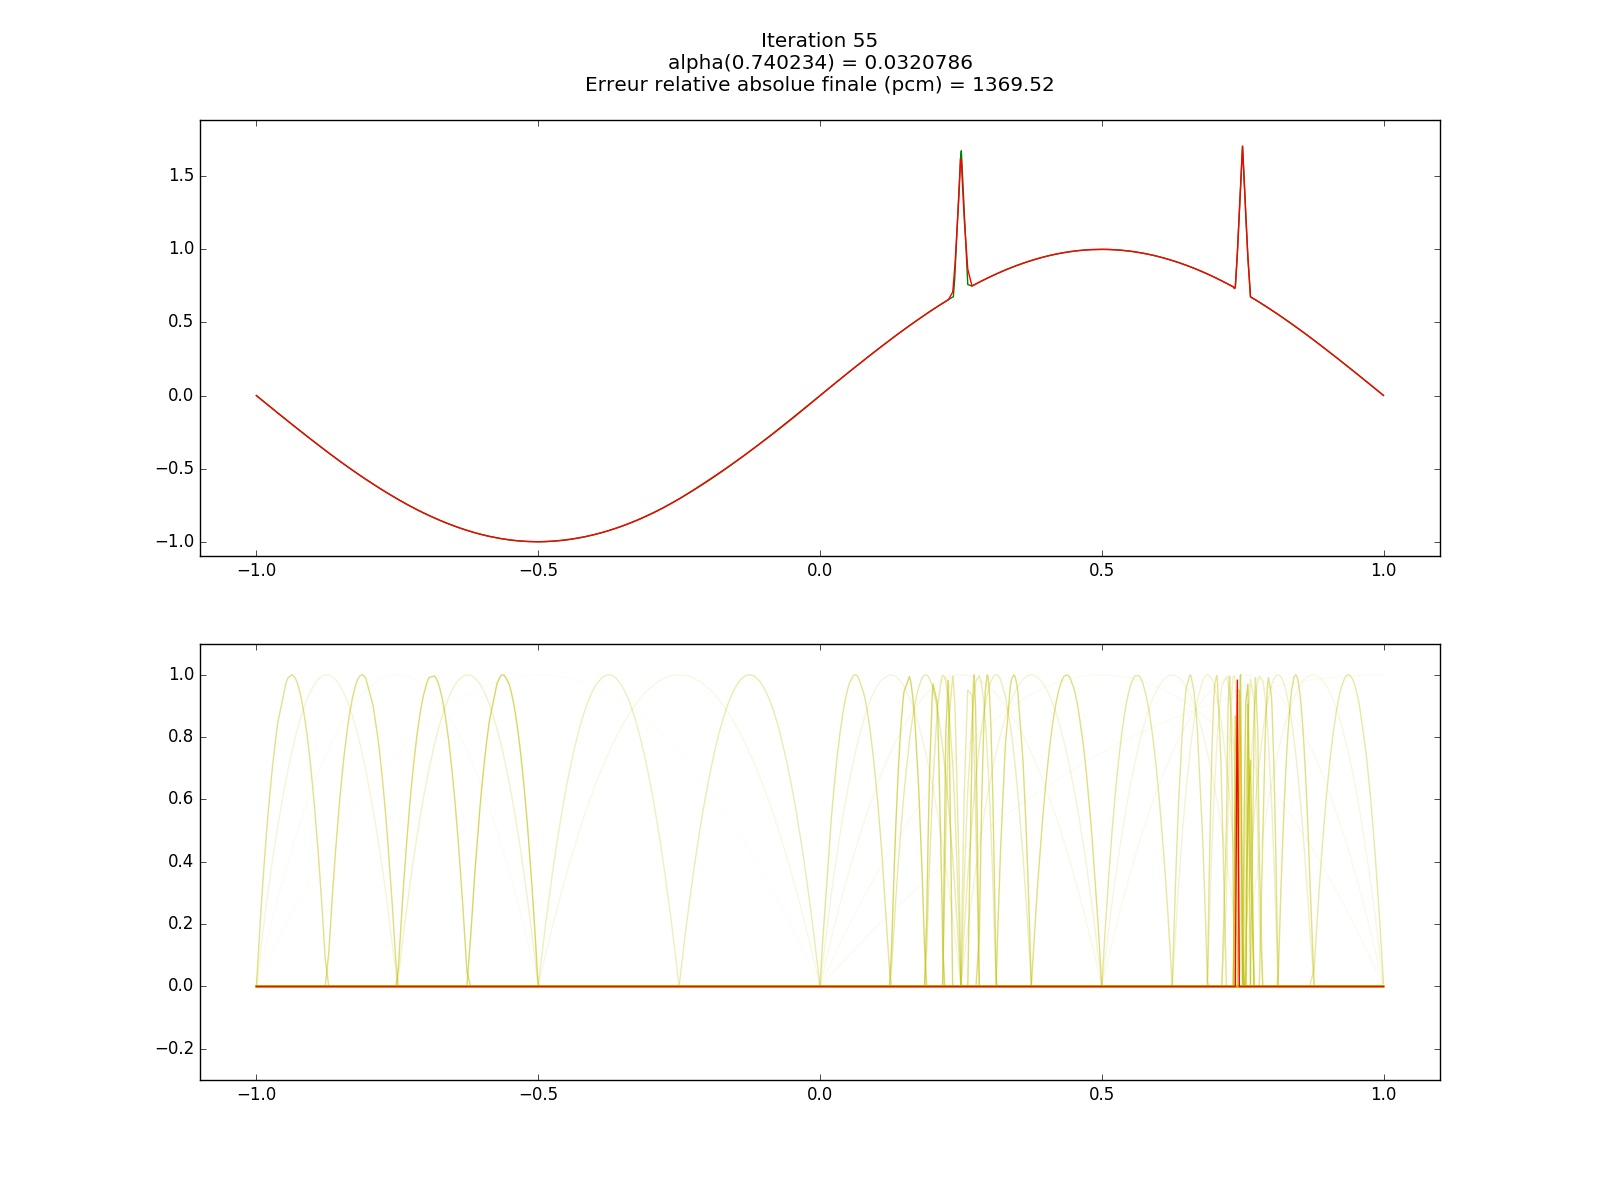 Iteration 55
alpha(0.740234) = 0.0320786
Erreur relative absolue finale (pcm) = 1369.52
1.5
1.0
0.5
0.0
−0.5
−1.0
−1.0 −0.5 0.0 0.5 1.0
1.0
0.8
0.6
0.4
0.2
0.0
−0.2
−1.0 −0.5 0.0 0.5 1.0